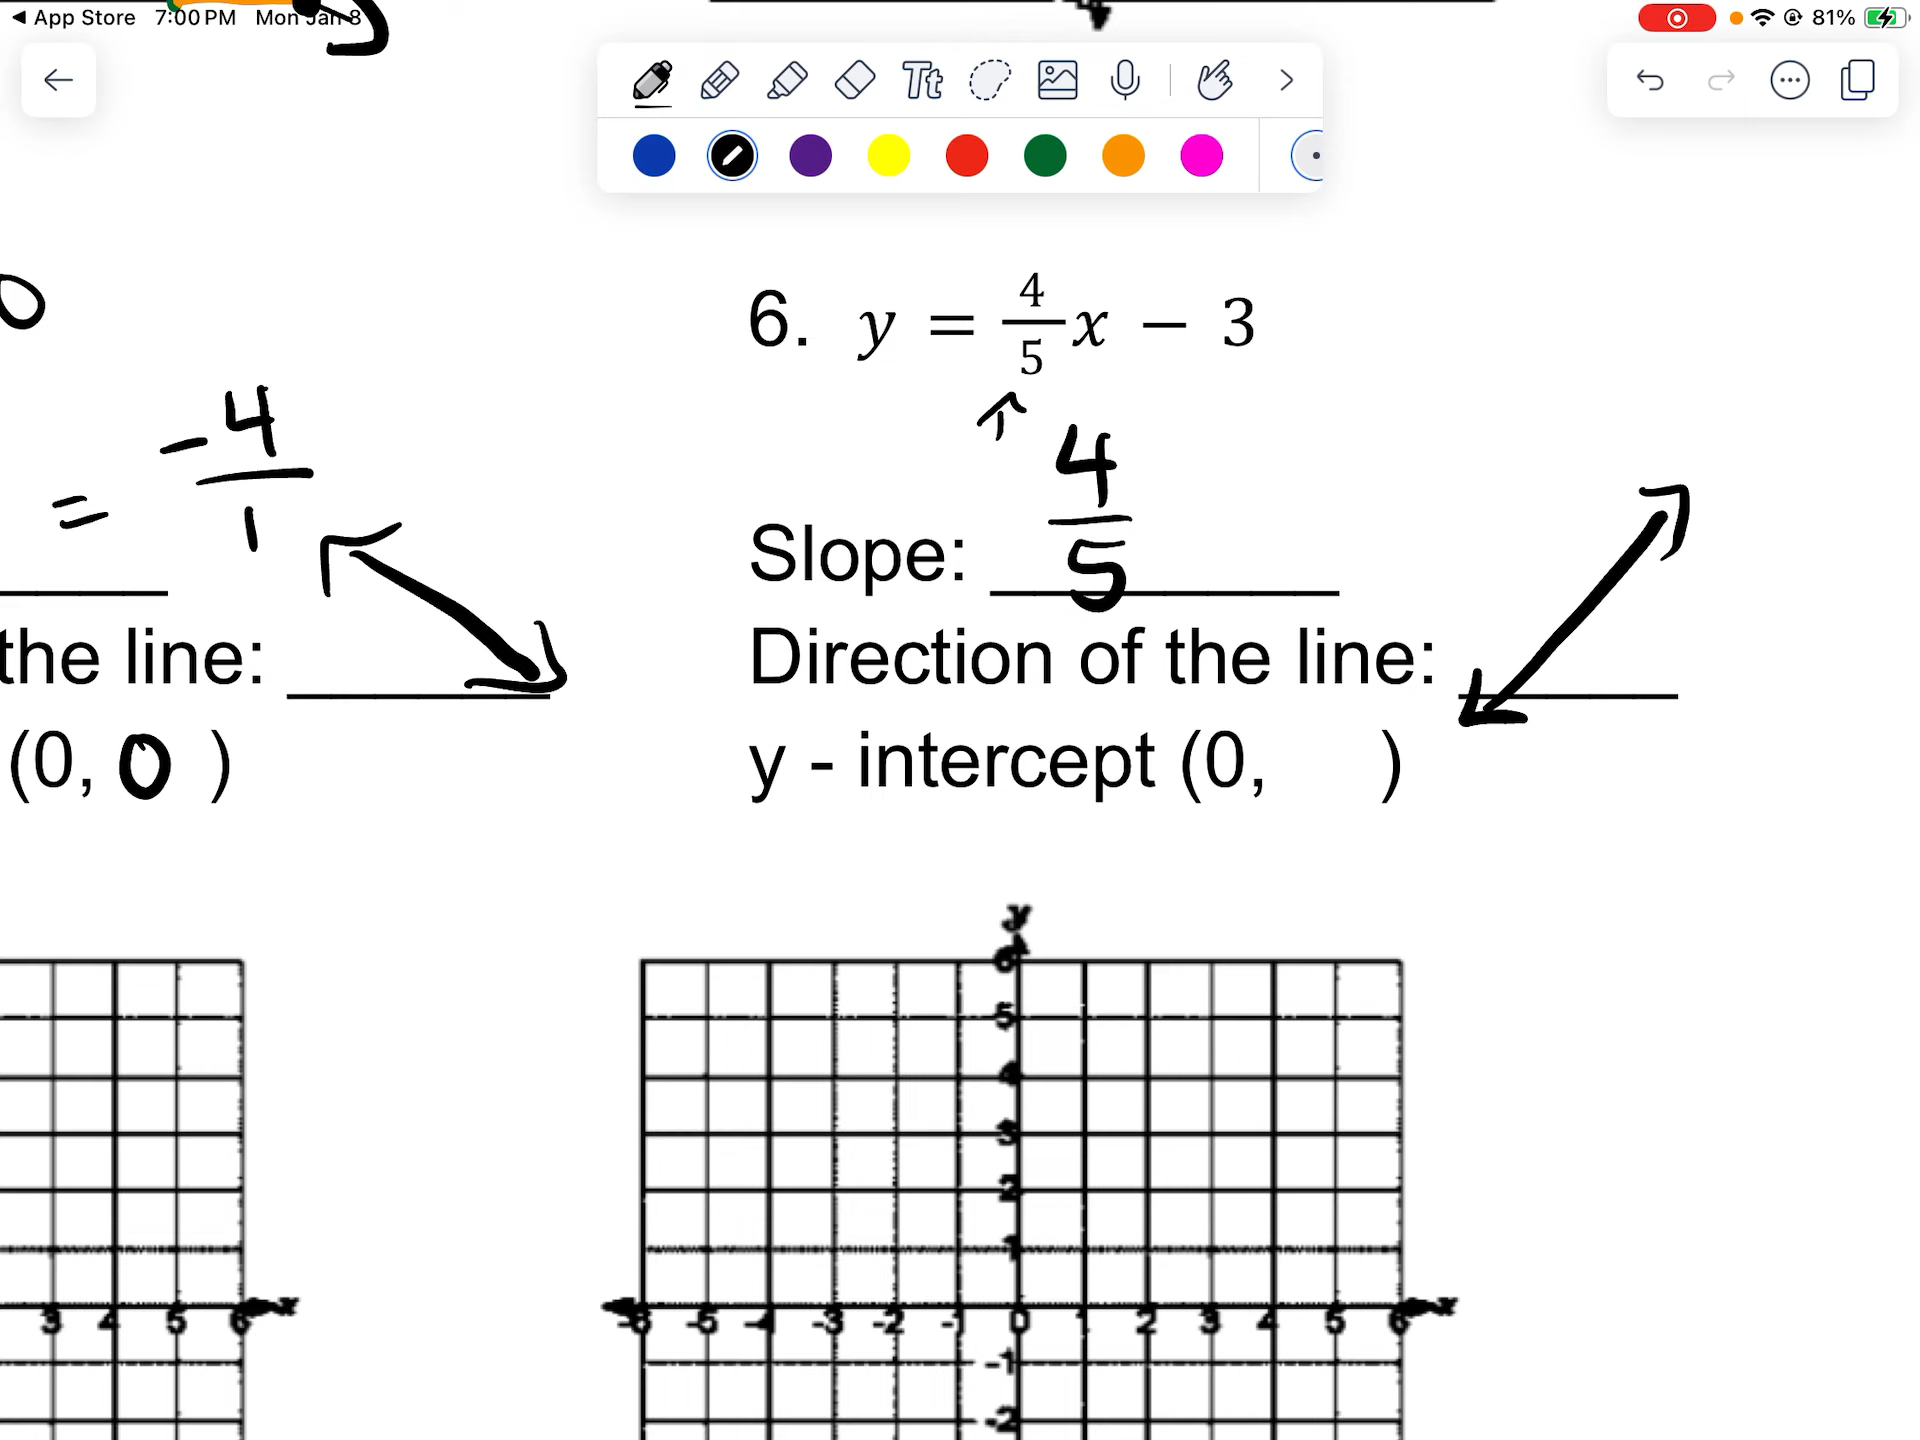 App Store 7:00 PM Mon Jan 8 81%
Tt
0
6. y = 4/5 x - 3
= -4/1
4/5
Slope:
the line:
Direction of the line:
(0, 0 )
y - intercept (0, )
y
6
5
4
3
2
1
3 4 5 6 x
-6 -5 -4 -3 -2 -1 0 2 3 4 5 6 x
-1
-2